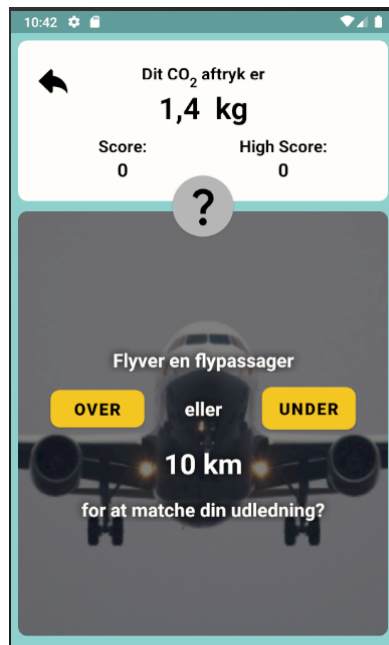 10:42
Dit CO₂ aftryk er
1,4 kg
Score: High Score:
0 0
?
Flyver en flypassager
OVER eller UNDER
10 km
for at matche din udledning?